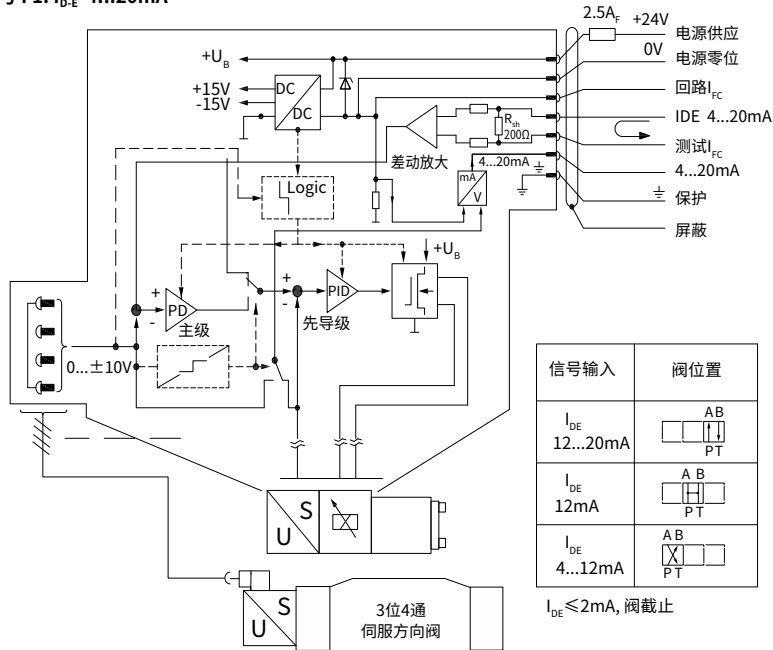 F1: I_D-E 4...20mA
2.5A_F +24V
电源供应
0V
电源零位
回路I_FC
IDE 4...20mA
测试I_FC
4...20mA
保护
屏蔽
+U_B
+15V
-15V
DC
DC
差动放大
R_sh
200Ω
4...20mA
mA
V
Logic
+U_B
+
-
PD
主级
+
-
PID
先导级
0...±10V
S
U
S
U
3位4通
伺服方向阀
信号输入 阀位置
I_DE
12...20mA
A B
P T
I_DE
12mA
A B
P T
I_DE
4...12mA
A B
P T
I_DE≤2mA, 阀截止